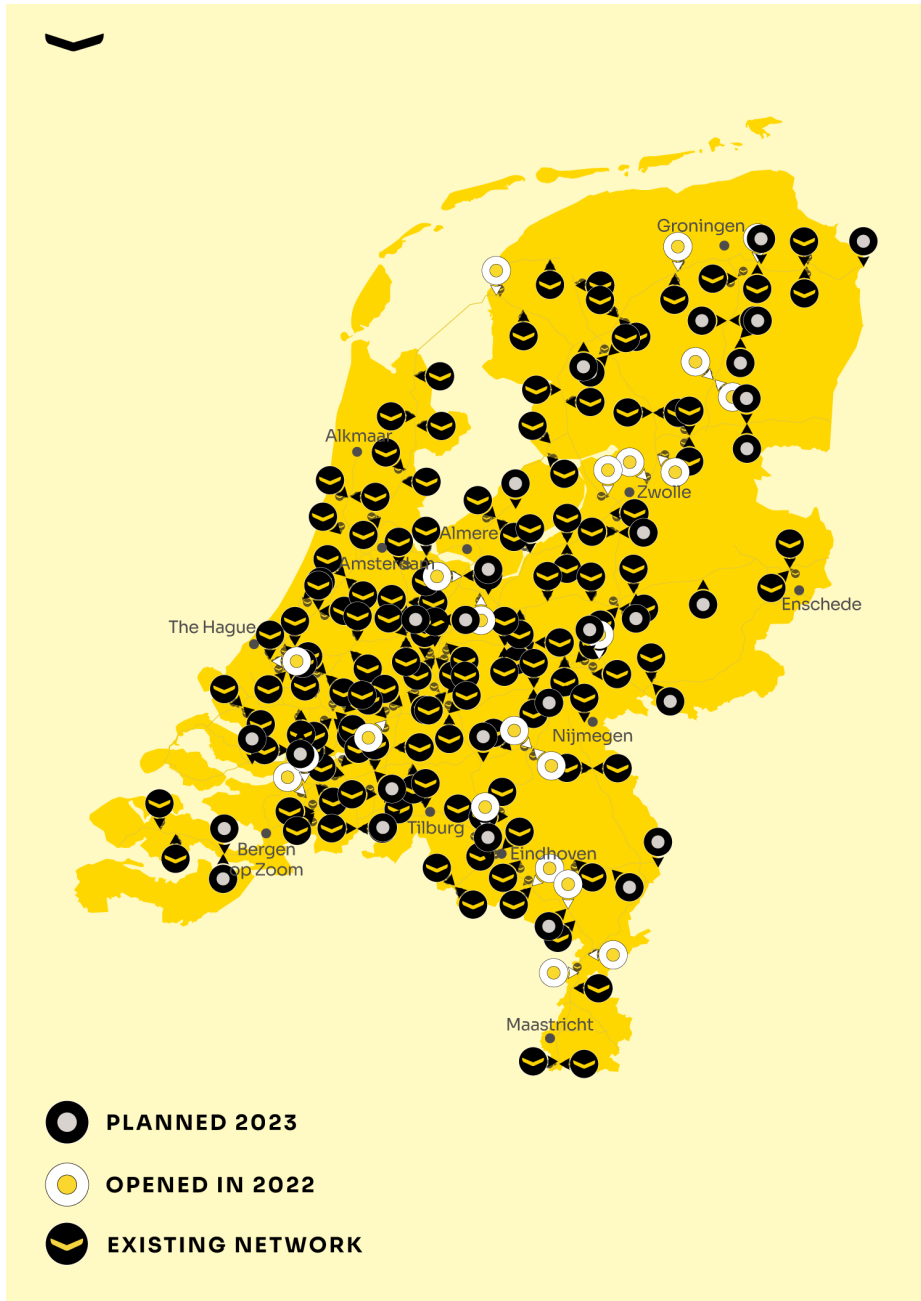 Groningen
Alkmaar
Zwolle
Almere
Amsterdam
Enschede
The Hague
Nijmegen
Tilburg
Bergen
op Zoom
Eindhoven
Maastricht
PLANNED 2023
OPENED IN 2022
EXISTING NETWORK